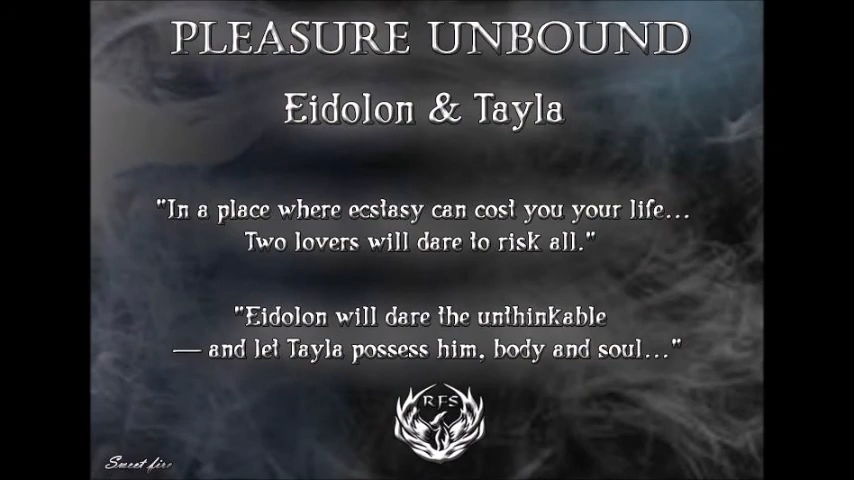 PLEASURE UNBOUND
Eidolon & Tayla
"In a place where ecstasy can cost you your life...
Two lovers will dare to risk all."
"Eidolon will dare the unthinkable
— and let Tayla possess him, body and soul..."
RFS
Sweet fire